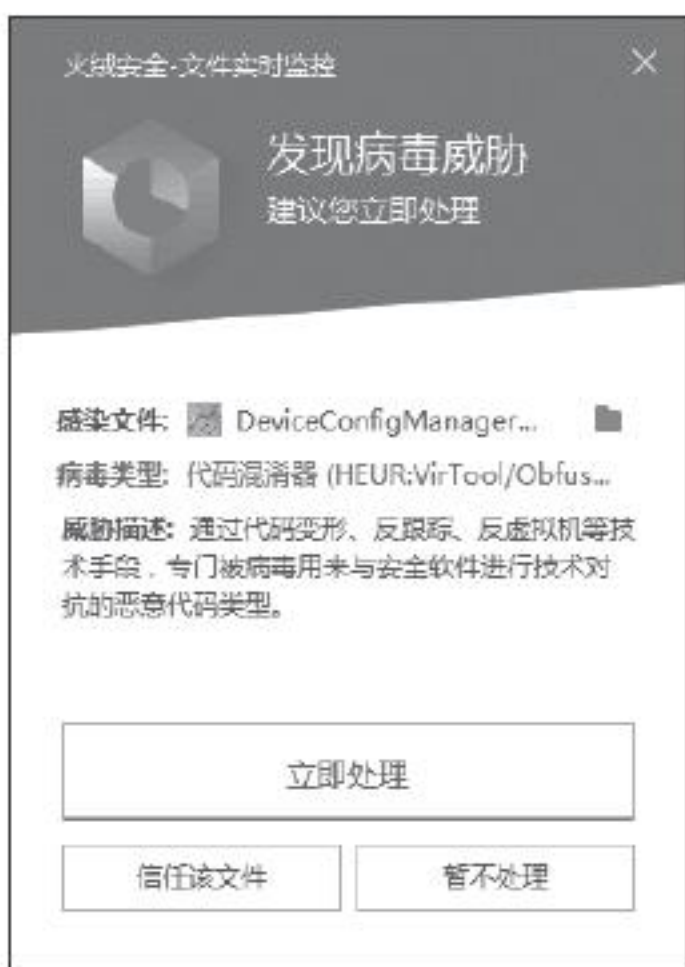 火绒安全-文件实时监控
发现病毒威胁
建议您立即处理
感染文件: DeviceConfigManager...
病毒类型: 代码混淆器 (HEUR:VirTool/Obfus...
威胁描述: 通过代码变形、反跟踪、反虚拟机等技
术手段，专门被病毒用来与安全软件进行技术对
抗的恶意代码类型。
立即处理
信任该文件
暂不处理